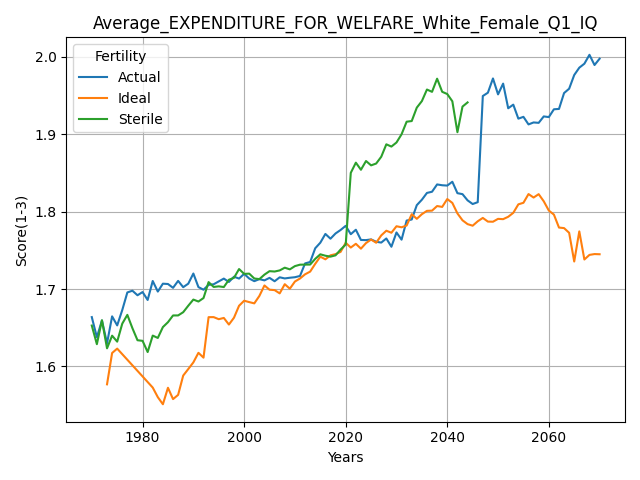 Average_EXPENDITURE_FOR_WELFARE_White_Female_Q1_IQ
Fertility
Actual
Ideal
Sterile
Score(1-3)
2.0
1.9
1.8
1.7
1.6
1980
2000
2020
2040
2060
Years